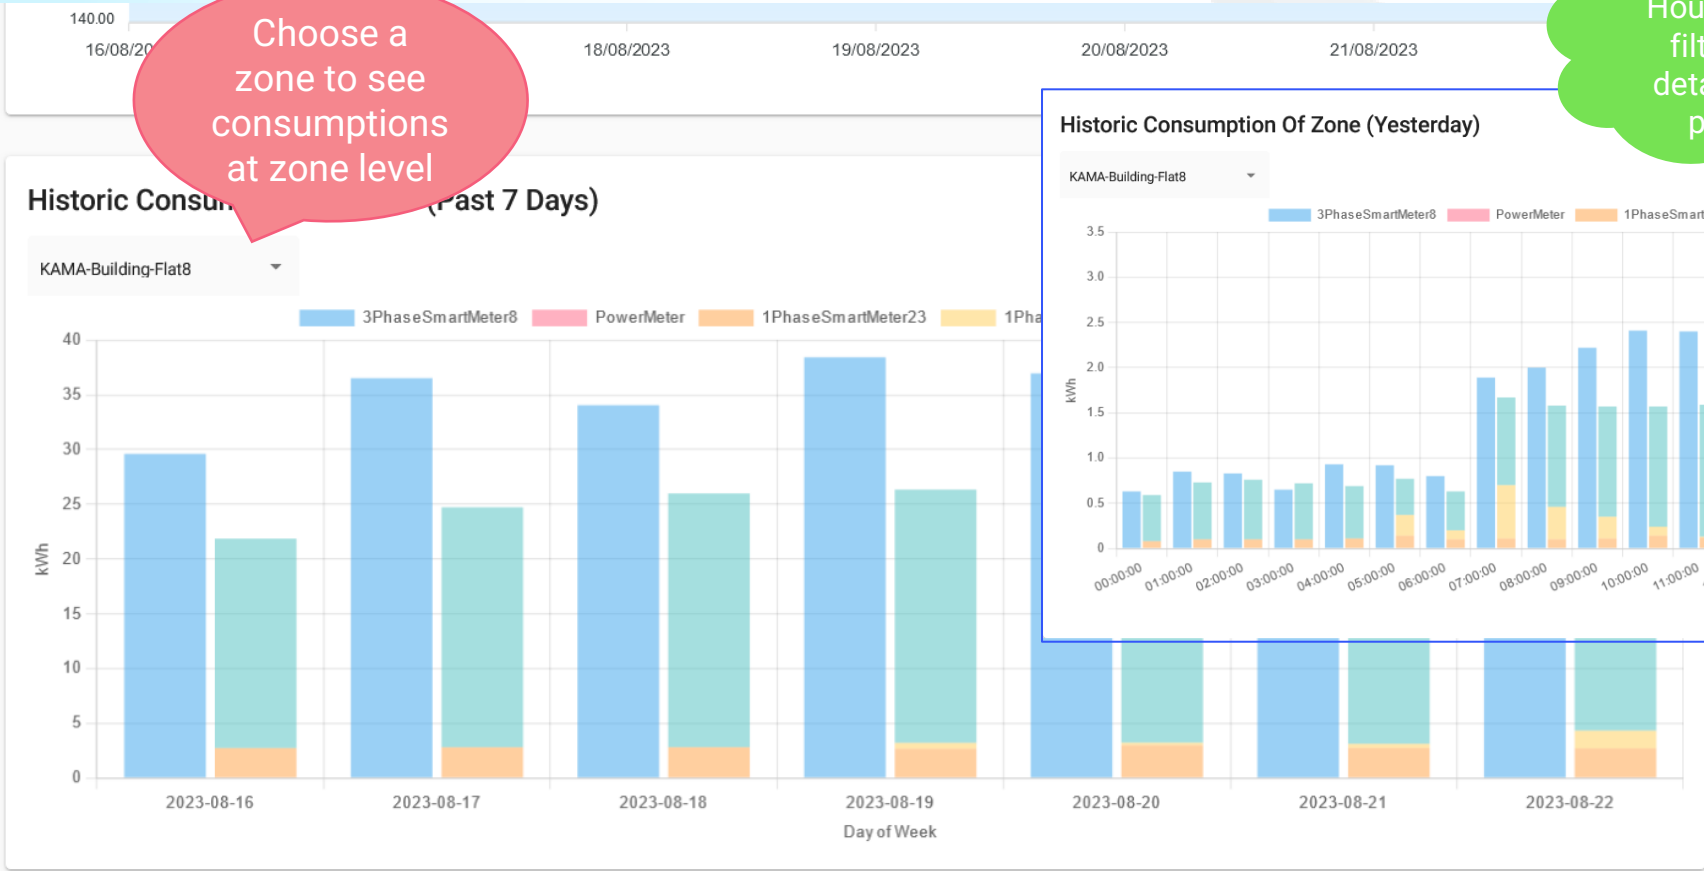 140.00
16/08/20
18/08/2023
19/08/2023
20/08/2023
21/08/2023
Choose a
zone to see
consumptions
at zone level
Historic Consum
(Past 7 Days)
KAMA-Building-Flat8
3PhaseSmartMeter8 PowerMeter 1PhaseSmartMeter23 1Pha
40
35
30
25
20
15
10
5
0
kWh
2023-08-16
2023-08-17
2023-08-18
2023-08-19
2023-08-20
2023-08-21
2023-08-22
Day of Week
Historic Consumption Of Zone (Yesterday)
KAMA-Building-Flat8
3PhaseSmartMeter8 PowerMeter 1PhaseSmart
3.5
3.0
2.5
2.0
1.5
1.0
0.5
0
kWh
00:00:00
01:00:00
02:00:00
03:00:00
04:00:00
05:00:00
06:00:00
07:00:00
08:00:00
09:00:00
10:00:00
11:00:00
Hou
filt
deta
p